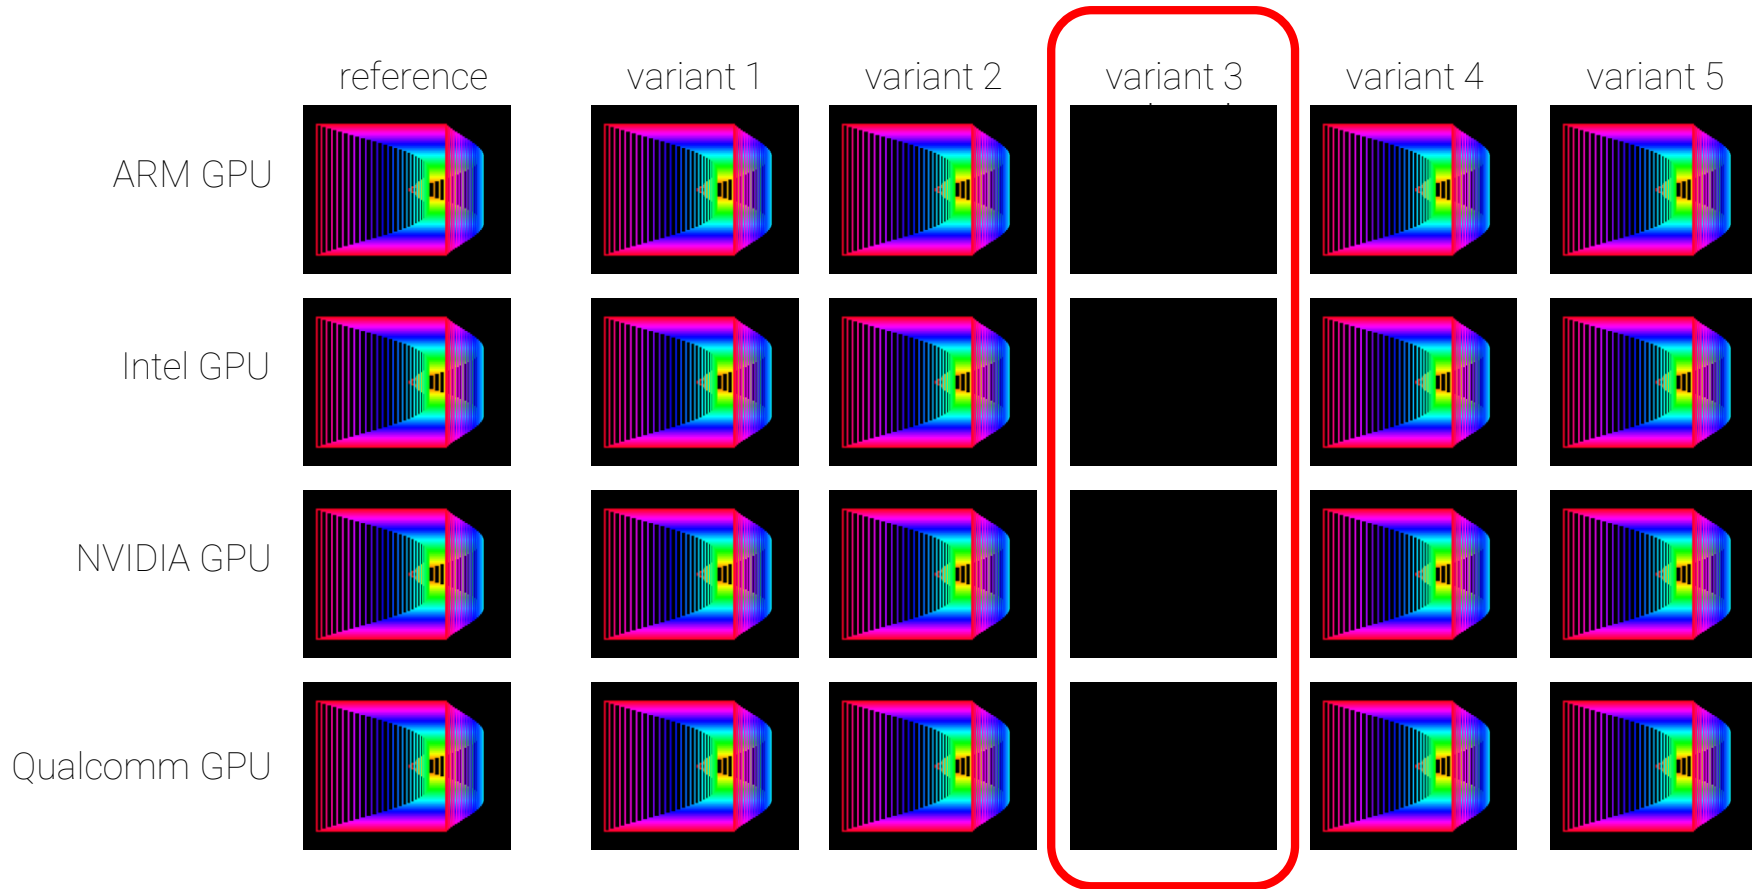 reference variant 1 variant 2 variant 3 variant 4 variant 5
ARM GPU
Intel GPU
NVIDIA GPU
Qualcomm GPU